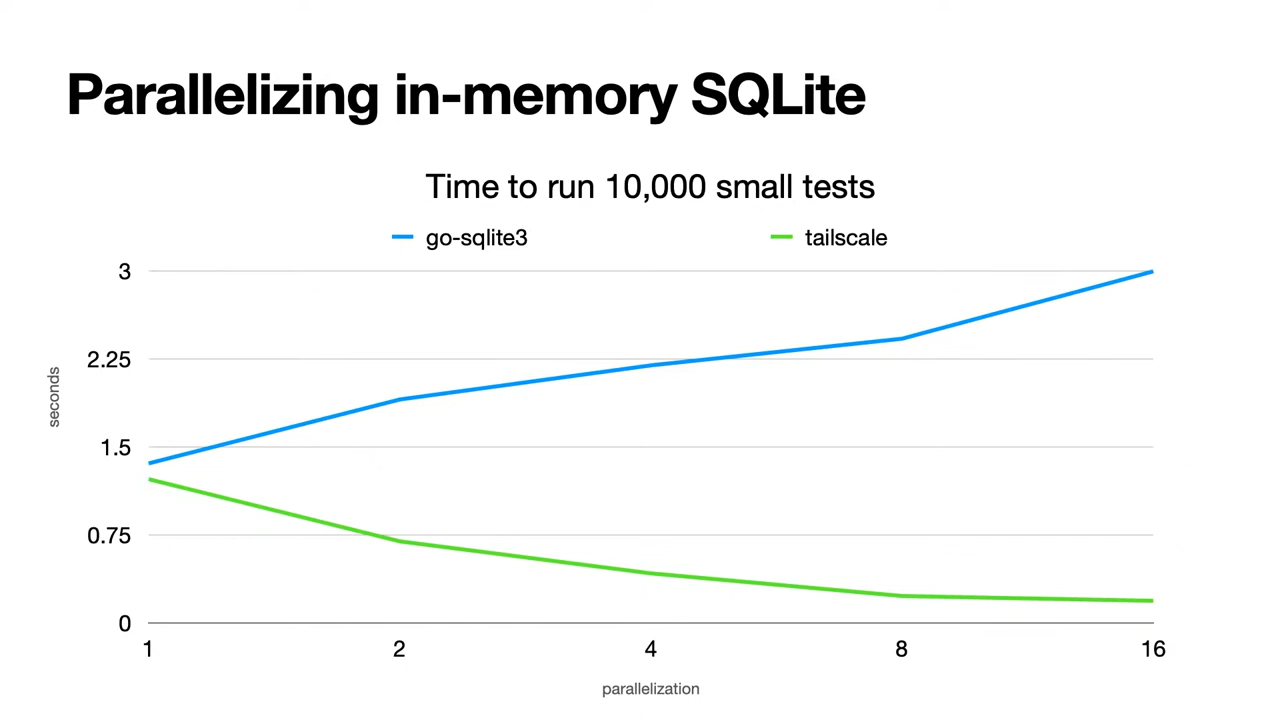 Parallelizing in-memory SQLite
Time to run 10,000 small tests
go-sqlite3
tailscale
3
2.25
1.5
0.75
0
seconds
1
2
4
8
16
parallelization